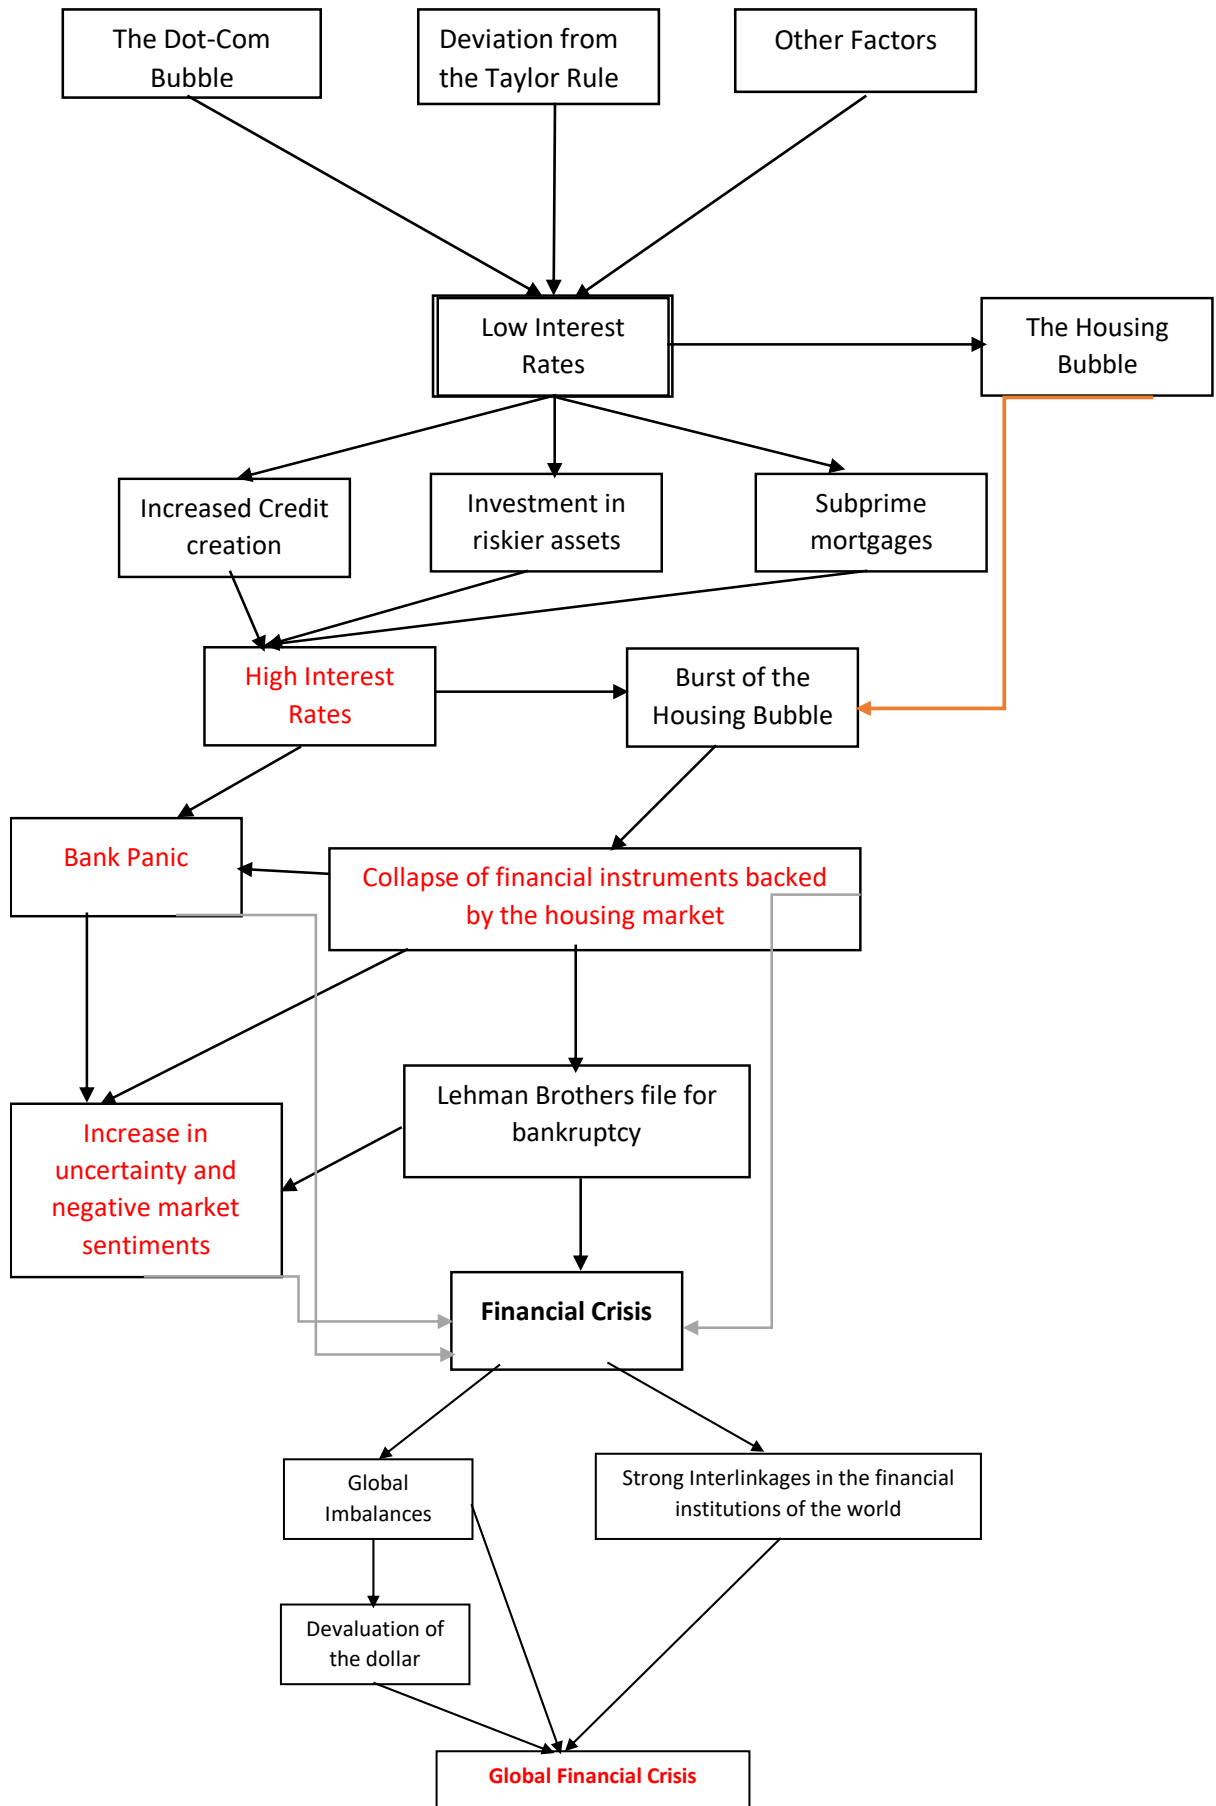 The Dot-Com
Bubble
Deviation from
the Taylor Rule
Other Factors
Low Interest
Rates
The Housing
Bubble
Increased Credit
creation
Investment in
riskier assets
Subprime
mortgages
High Interest
Rates
Burst of the
Housing Bubble
Bank Panic
Collapse of financial instruments backed
by the housing market
Lehman Brothers file for
bankruptcy
Increase in
uncertainty and
negative market
sentiments
Financial Crisis
Global
Imbalances
Strong Interlinkages in the financial
institutions of the world
Devaluation of
the dollar
Global Financial Crisis